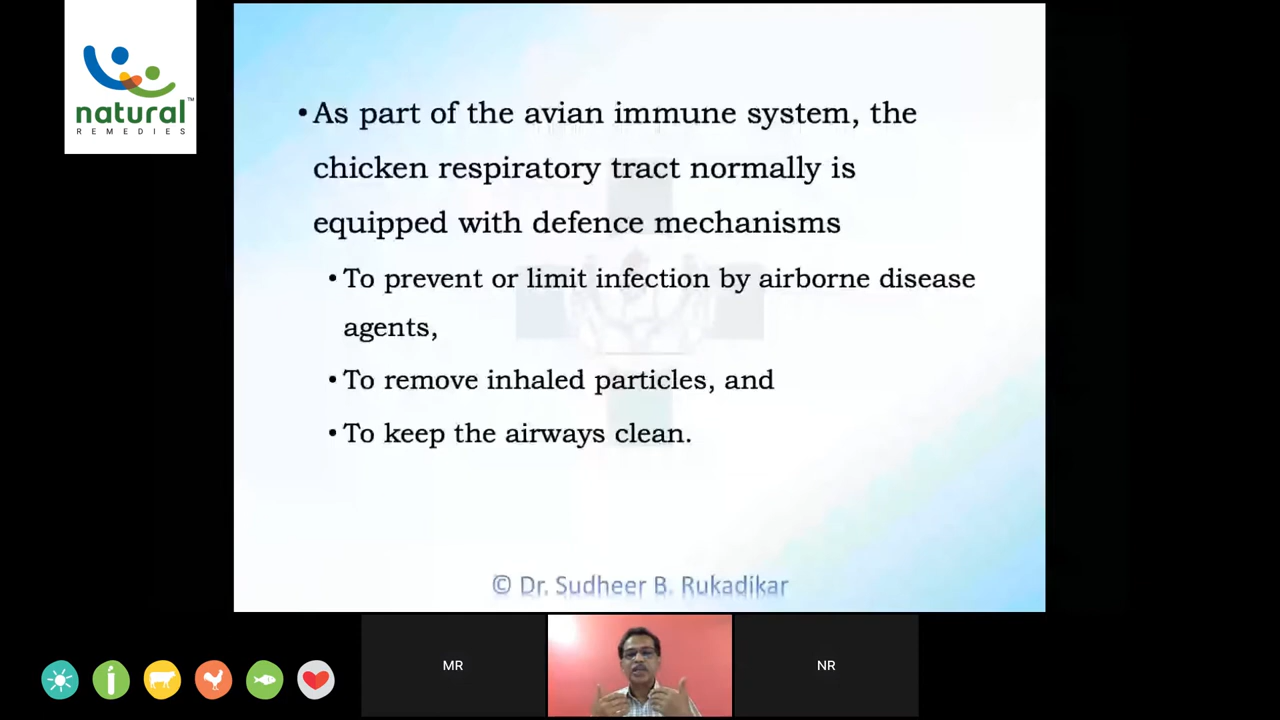 natural™
REMEDIES
• As part of the avian immune system, the
chicken respiratory tract normally is
equipped with defence mechanisms
• To prevent or limit infection by airborne disease
agents,
• To remove inhaled particles, and
• To keep the airways clean.
© Dr. Sudheer B. Rukadikar
MR
NR